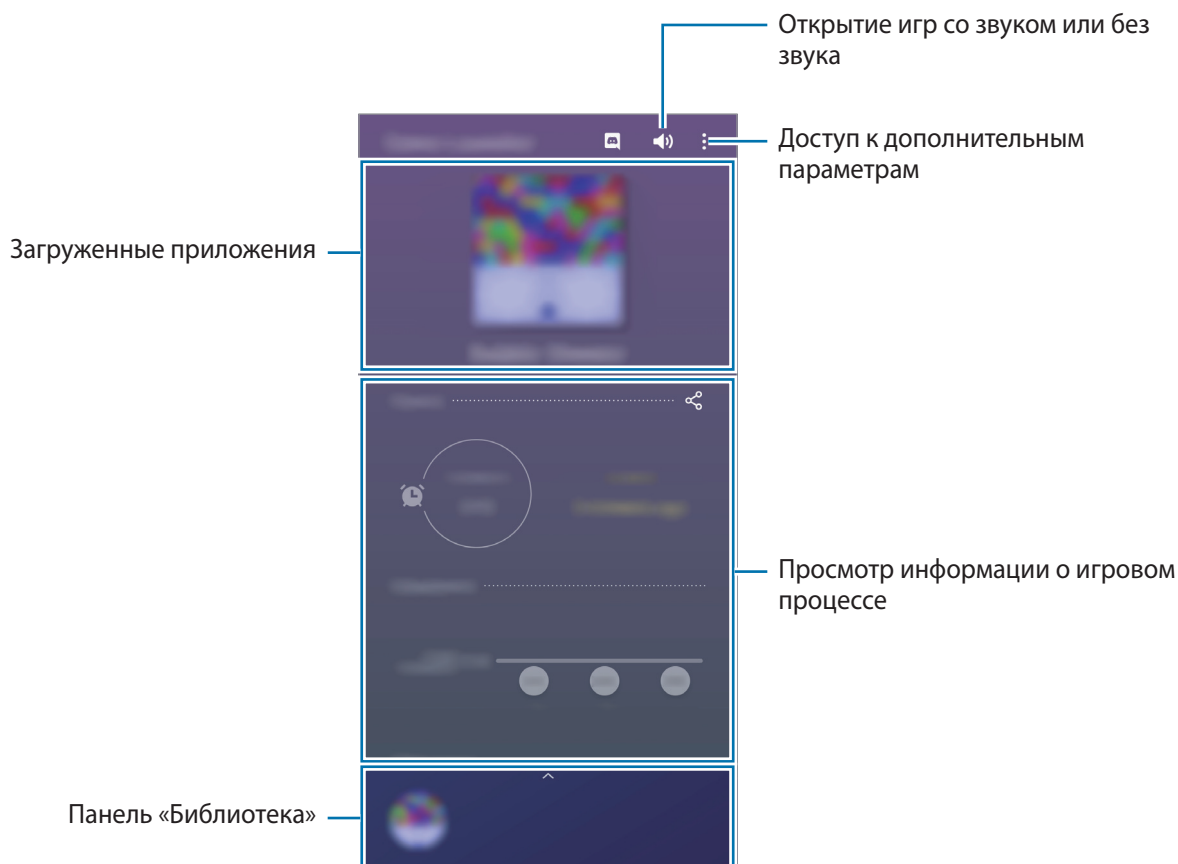 Открытие игр со звуком или без
звука
Доступ к дополнительным
параметрам
Загруженные приложения
Просмотр информации о игровом
процессе
Панель «Библиотека»